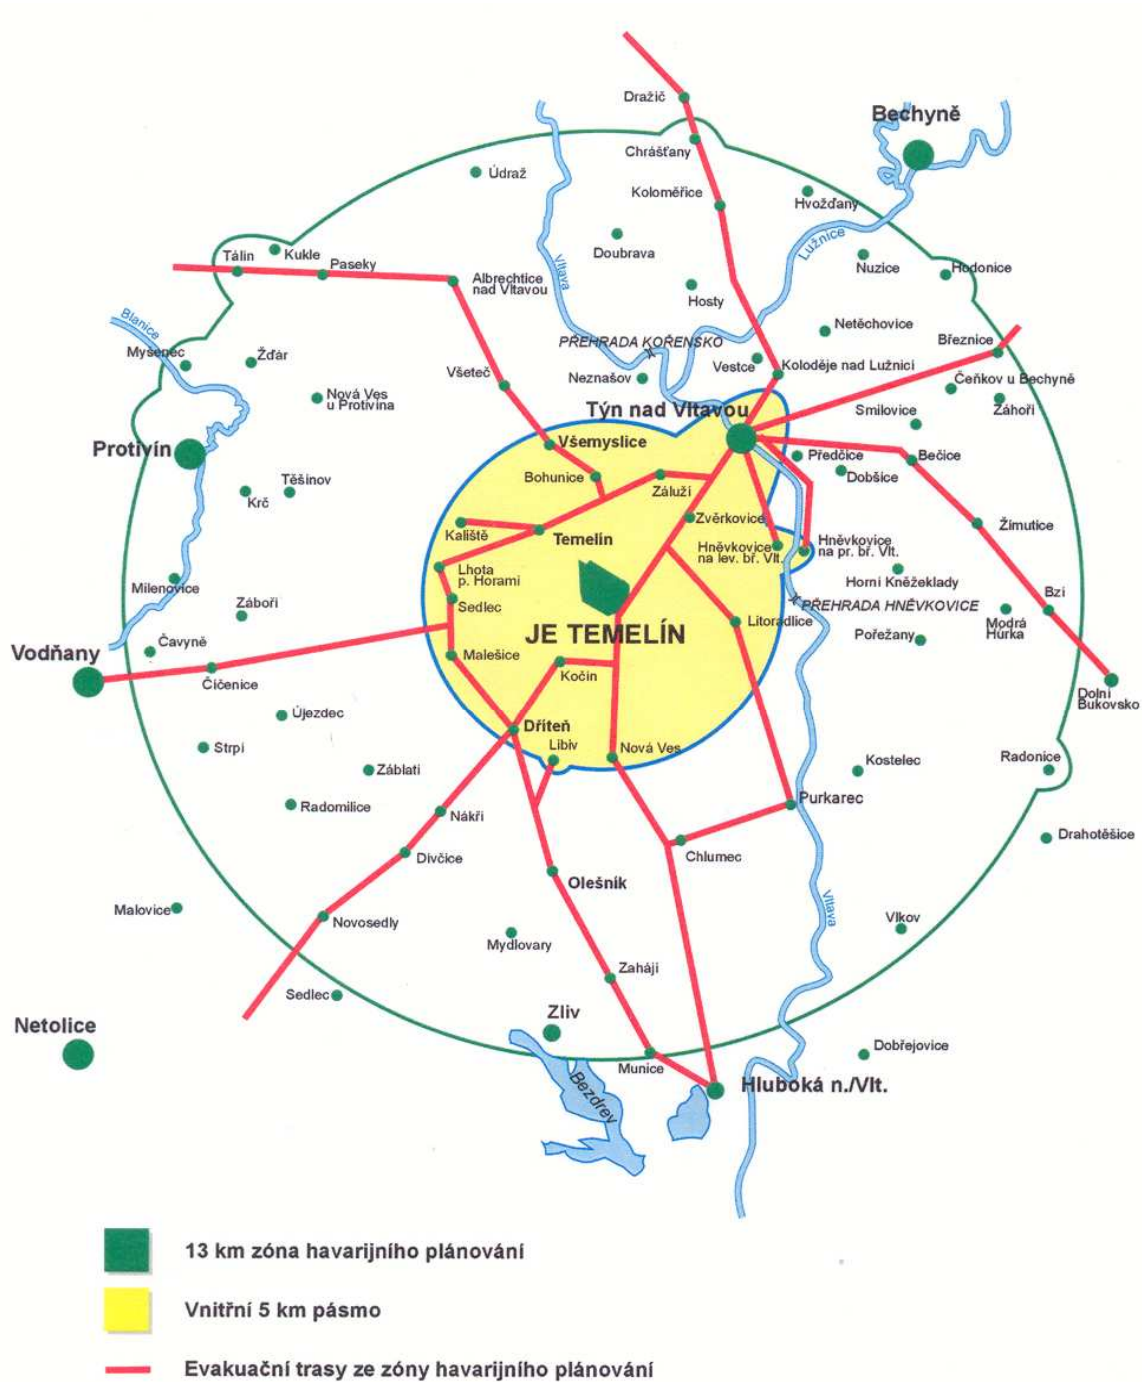 Dražič
Bechyně
Chrášťany
Údraž
Koloměřice
Hvožďany
Lužnice
Doubrava
Vltava
Nuzice
Hodonice
Kukle
Tálin
Paseky
Albrechtice
nad Vltavou
Hosty
Blanice
Netěchovice
PŘEHRADA KOŘENSKO
Březnice
Myšenec
Žďár
Vestce
Koloděje nad Lužnicí
Všeteč
Neznašov
Čeňkov u Bechyně
Nová Ves
u Protivína
Týn nad Vltavou
Smilovice
Záhoří
Protivín
Všemyslice
Předčice
Bečice
Bohunice
Dobšice
Těšínov
Krč
Záluží
Zvěrkovice
Žimutice
Kaliště
Temelín
Hněvkovice
na lev. bř. Vlt.
Hněvkovice
na pr. bř. Vlt.
Lhota
p. Horami
Horní Kněžeklady
Milenovice
Bzí
Záboří
Sedlec
PŘEHRADA HNĚVKOVICE
Litoradlice
Modrá
Hůrka
JE TEMELÍN
Čavyně
Pořežany
Vodňany
Malešice
Kočín
Čičenice
Dolní
Bukovsko
Újezdec
Dříteň
Strpí
Libív
Nová Ves
Kostelec
Radonice
Záblatí
Radomilice
Nákří
Purkarec
Drahotěšice
Divčice
Chlumec
Olešník
Malovice
Vltava
Novosedly
Vlkov
Mydlovary
Zahájí
Sedlec
Zliv
Netolice
Dobřejovice
Munice
Bezdrev
Hluboká n./Vlt.
13 km zóna havarijního plánování
Vnitřní 5 km pásmo
Evakuační trasy ze zóny havarijního plánování